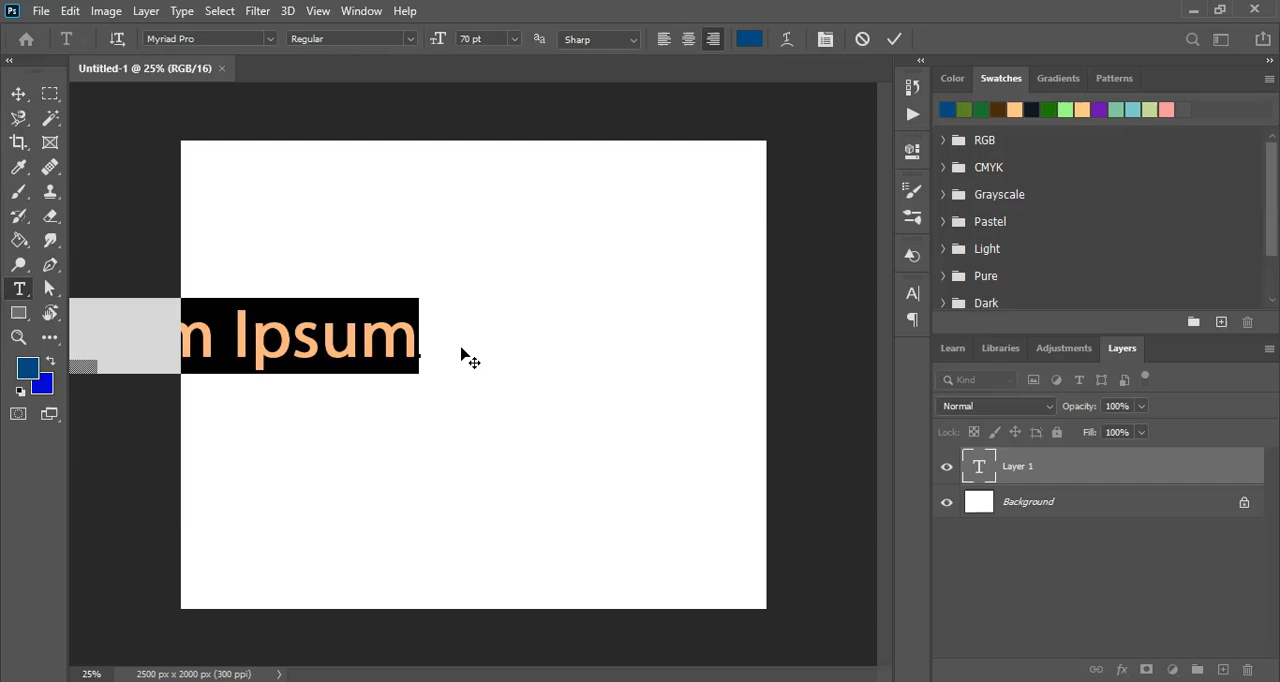 Ps File Edit Image Layer Type Select Filter 3D View Window Help
T Myriad Pro Regular 70 pt aa Sharp
Untitled-1 @ 25% (RGB/16) ×
Color Swatches Gradients Patterns
RGB
CMYK
Grayscale
Pastel
Light
Pure
Dark
m Ipsum
Learn Libraries Adjustments Layers
Kind
Normal Opacity: 100%
Lock: Fill: 100%
T Layer 1
Background
25% 2500 px x 2000 px (300 ppi)
fx